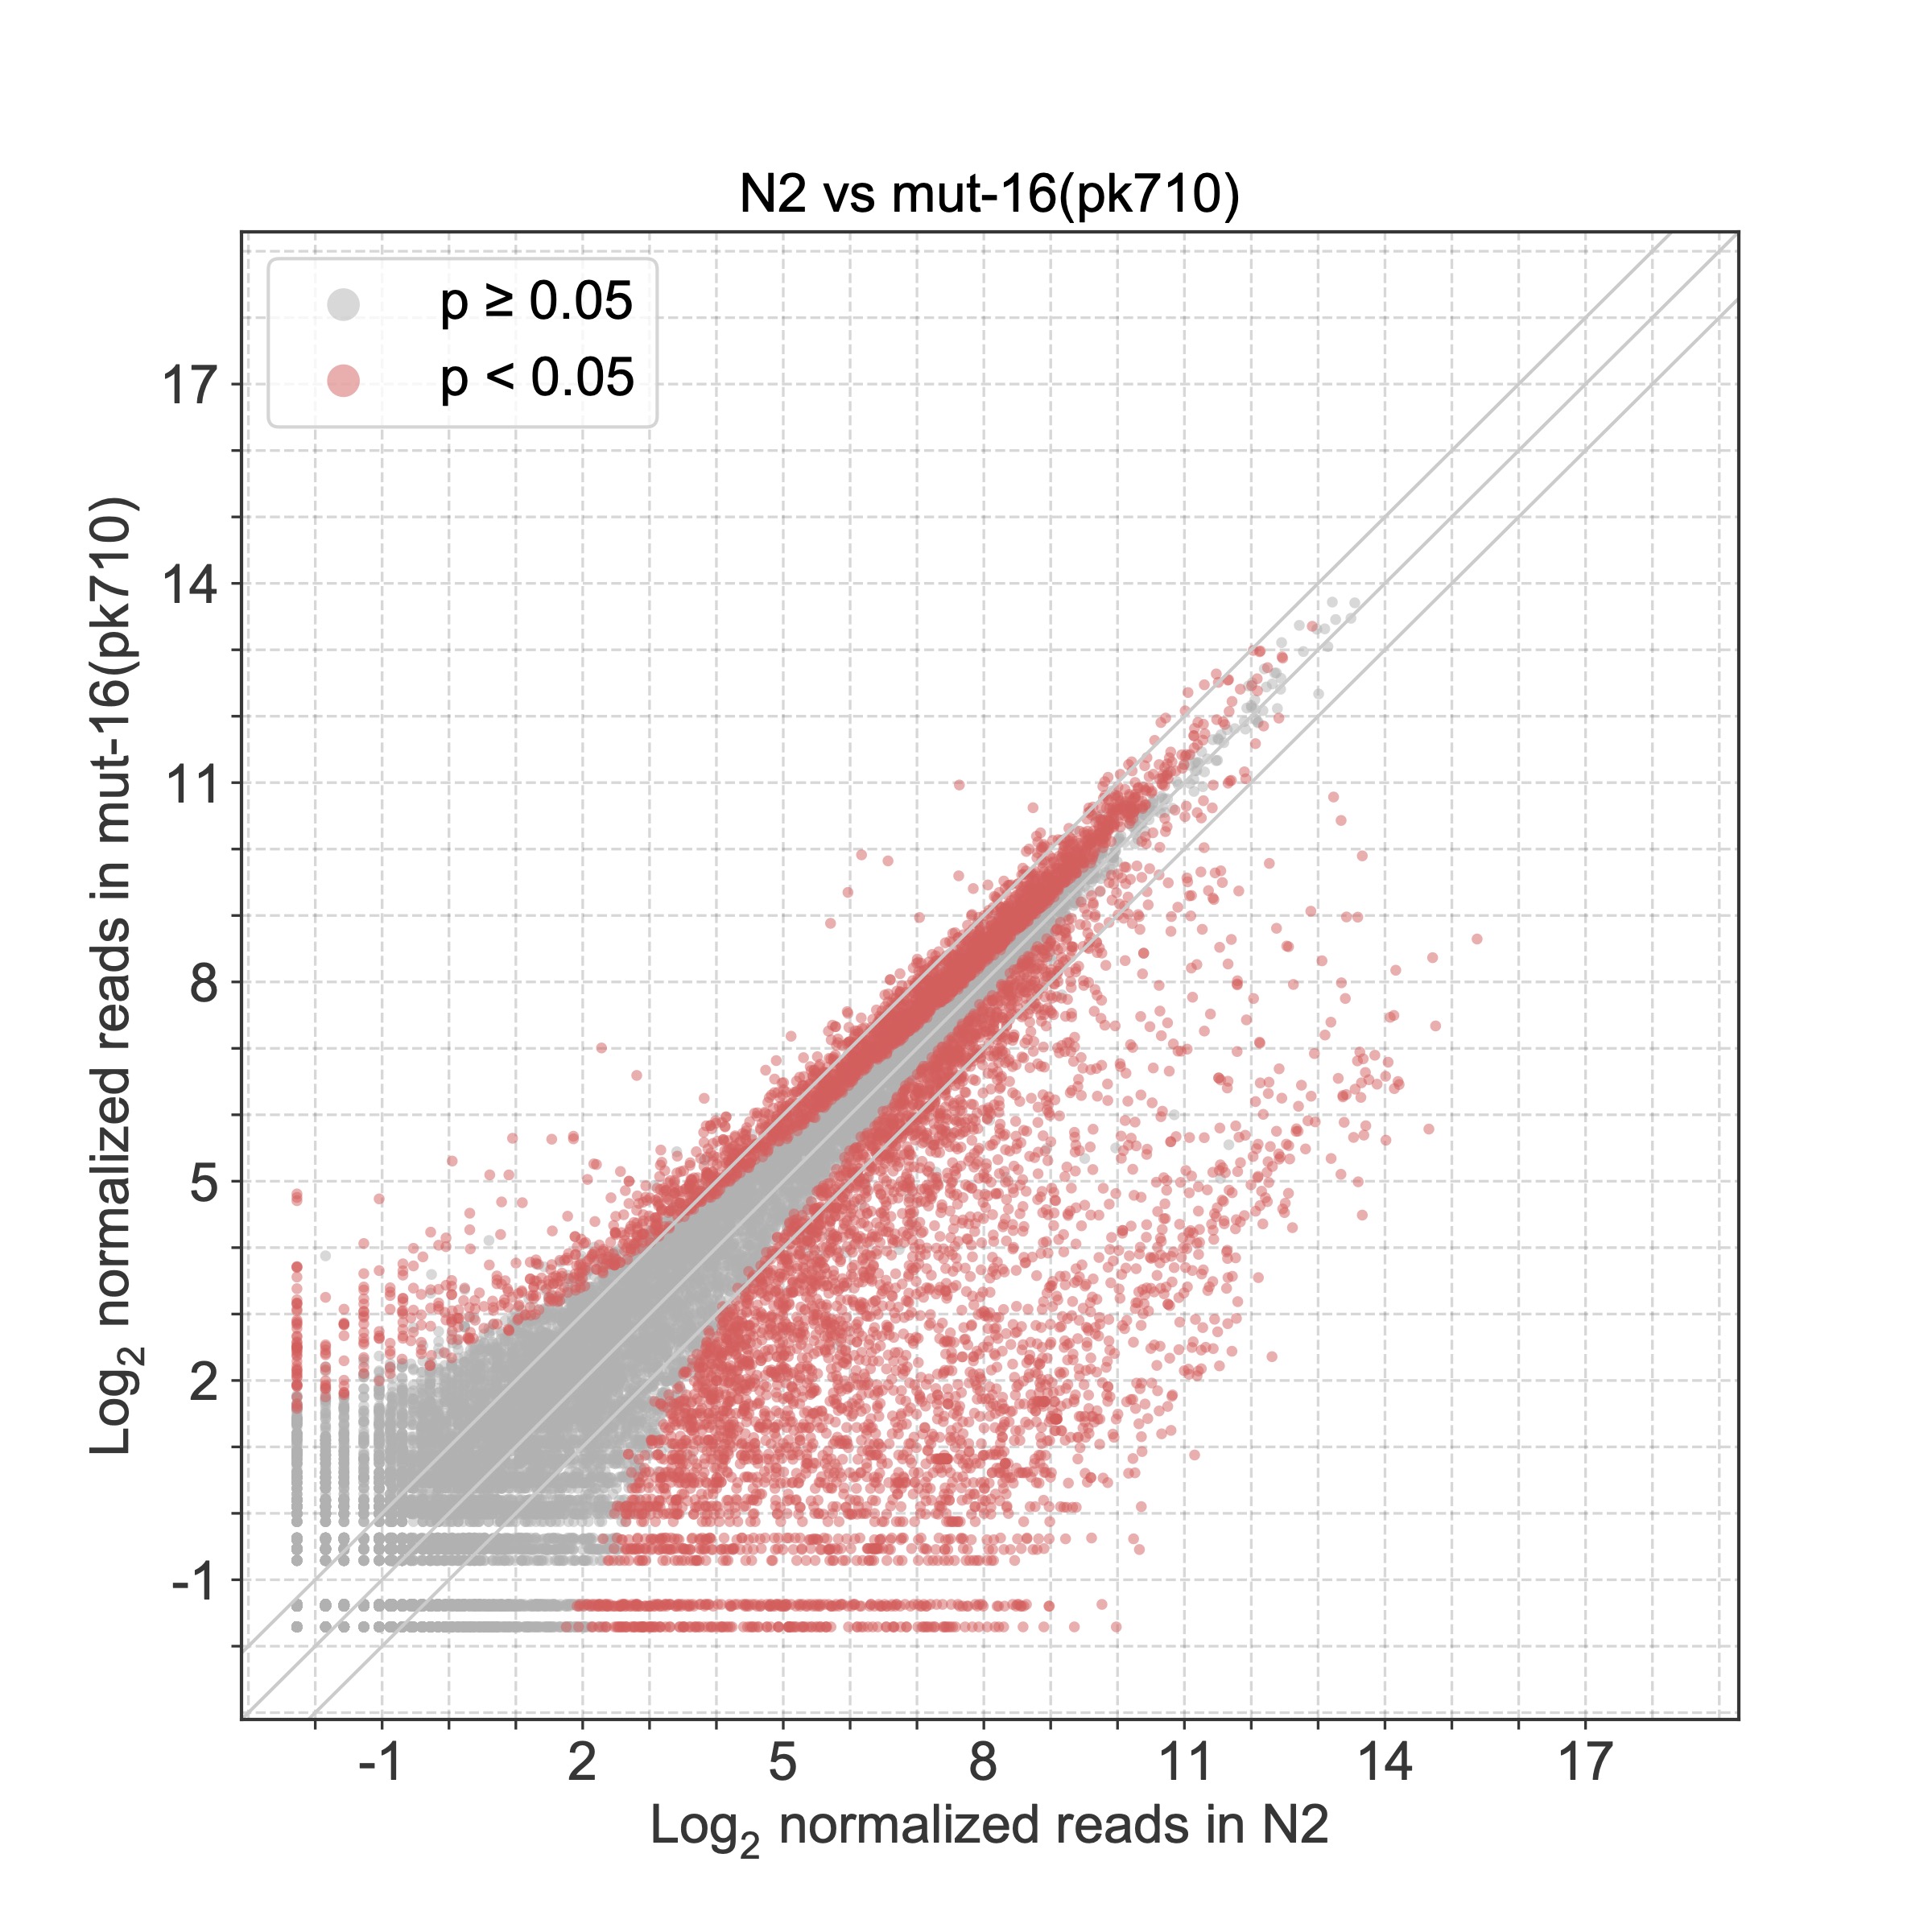 N2 vs mut-16(pk710)
p ≥ 0.05
p < 0.05
Log2 normalized reads in mut-16(pk710)
17
14
11
8
5
2
-1
-1 2 5 8 11 14 17
Log2 normalized reads in N2